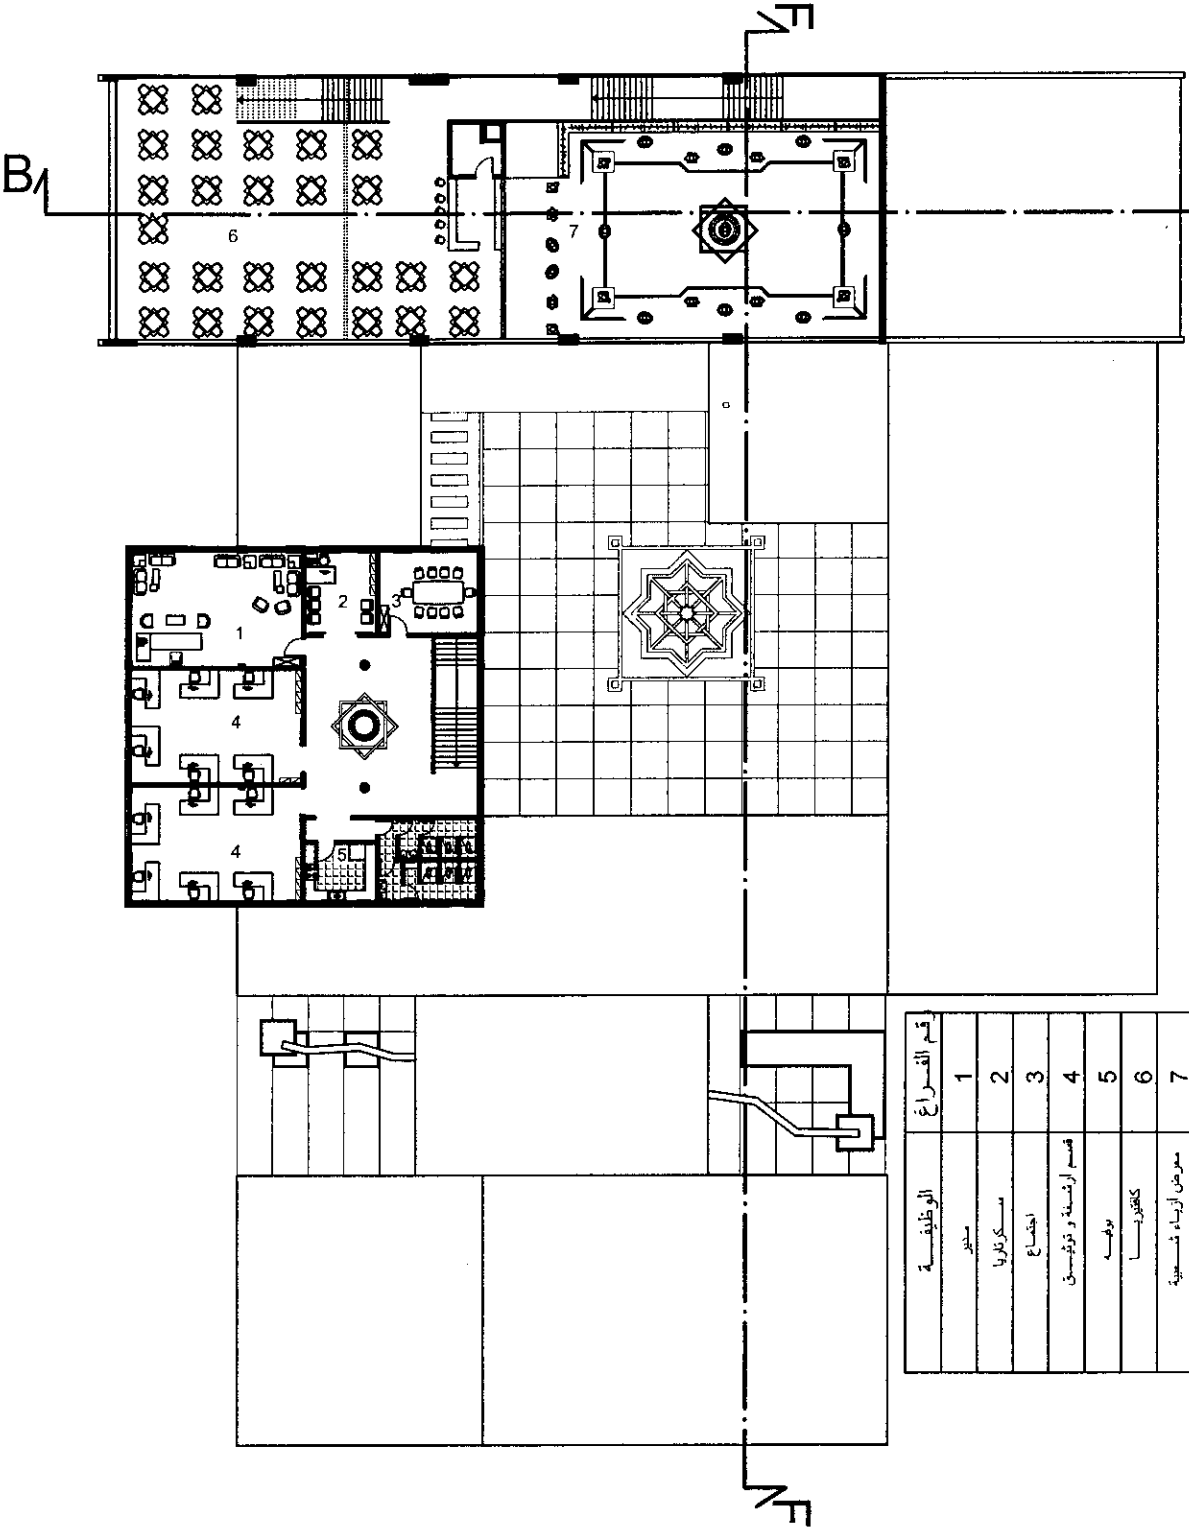 F
B
6
7
1
2
3
4
4
5
F
رقم الفراغ الوظيفة
1 مدير
2 سكرتاريا
3 اجتماع
4 قسم ارشفة و توثيق
5 بوفيه
6 كافتيريا
7 معرض ازياء شعبية